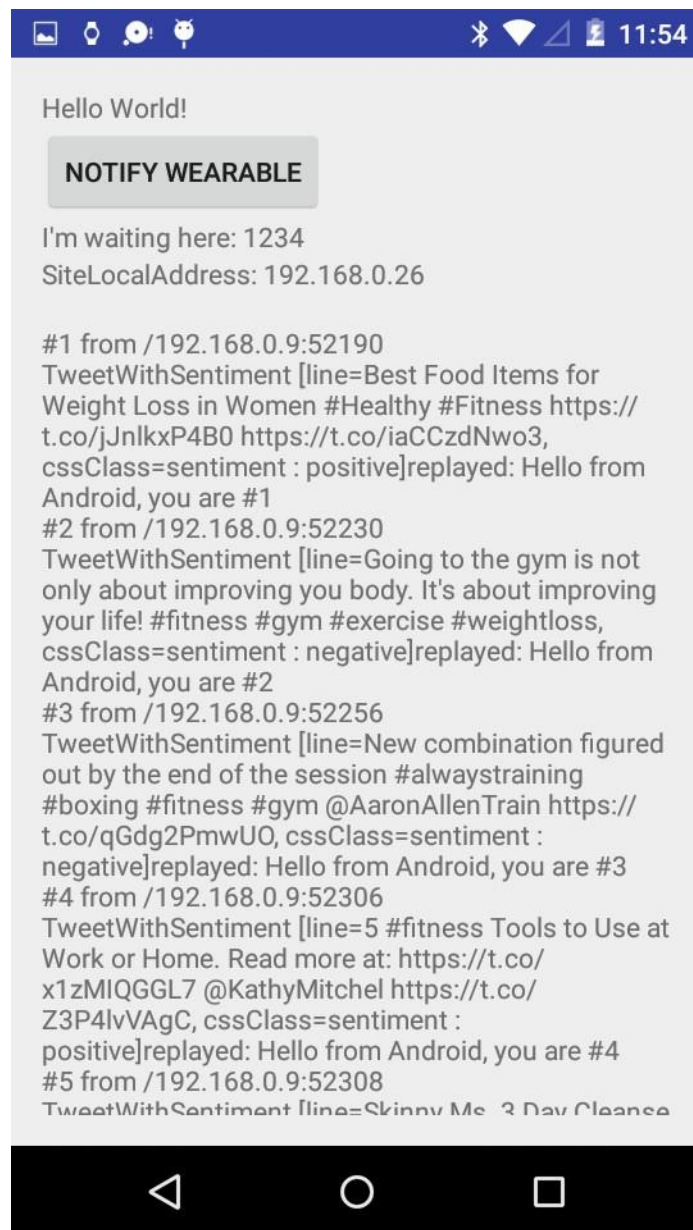 11:54
Hello World!
NOTIFY WEARABLE
I'm waiting here: 1234
SiteLocalAddress: 192.168.0.26
#1 from /192.168.0.9:52190
TweetWithSentiment [line=Best Food Items for
Weight Loss in Women #Healthy #Fitness https://
t.co/jJnlkxP4B0 https://t.co/iaCCzdNwo3,
cssClass=sentiment : positive]replayed: Hello from
Android, you are #1
#2 from /192.168.0.9:52230
TweetWithSentiment [line=Going to the gym is not
only about improving you body. It's about improving
your life! #fitness #gym #exercise #weightloss,
cssClass=sentiment : negative]replayed: Hello from
Android, you are #2
#3 from /192.168.0.9:52256
TweetWithSentiment [line=New combination figured
out by the end of the session #alwaystraining
#boxing #fitness #gym @AaronAllenTrain https://
t.co/qGdg2PmwUO, cssClass=sentiment :
negative]replayed: Hello from Android, you are #3
#4 from /192.168.0.9:52306
TweetWithSentiment [line=5 #fitness Tools to Use at
Work or Home. Read more at: https://t.co/
x1zMIQGGL7 @KathyMitchel https://t.co/
Z3P4lvVAgC, cssClass=sentiment :
positive]replayed: Hello from Android, you are #4
#5 from /192.168.0.9:52308
TweetWithSentiment [line=Skinny Ms. 3 Day Cleanse